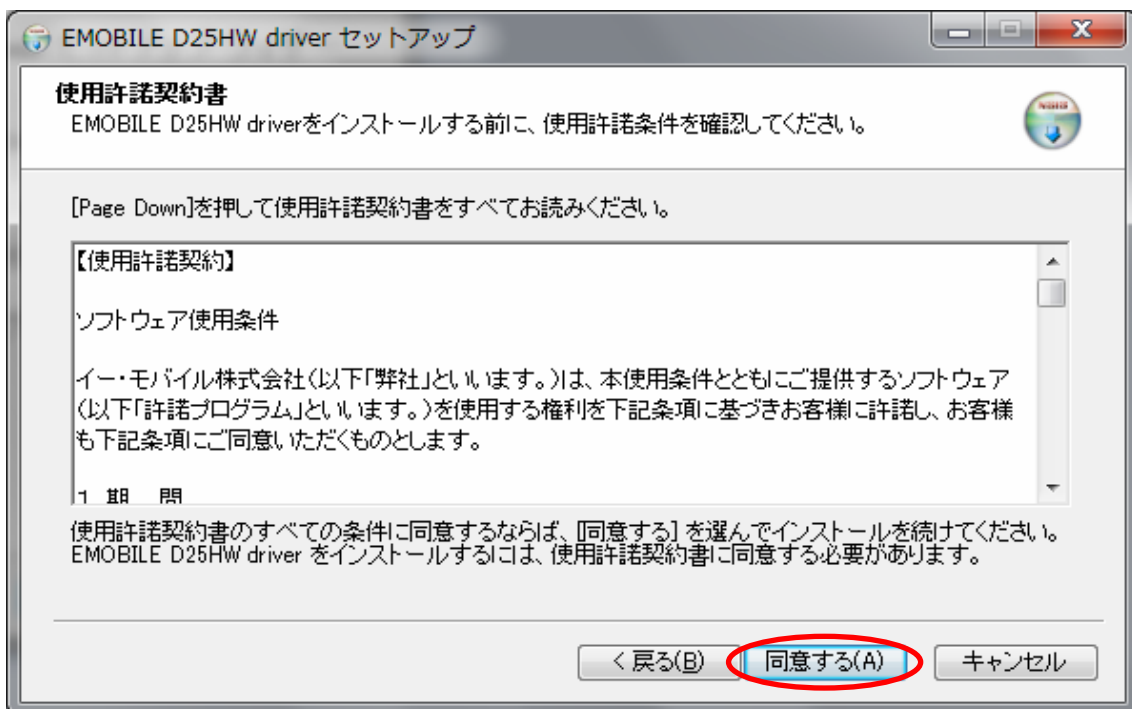 EMOBILE D25HW driver セットアップ
使用許諾契約書
EMOBILE D25HW driverをインストールする前に、使用許諾条件を確認してください。
[Page Down]を押して使用許諾契約書をすべてお読みください。
【使用許諾契約】
ソフトウェア使用条件
イー・モバイル株式会社(以下「弊社」といいます。)は、本使用条件とともにご提供するソフトウェア
(以下「許諾プログラム」といいます。)を使用する権利を下記条項に基づきお客様に許諾し、お客様
も下記条項にご同意いただくものとします。
1 期 間
使用許諾契約書のすべての条件に同意するならば、[同意する] を選んでインストールを続けてください。
EMOBILE D25HW driver をインストールするには、使用許諾契約書に同意する必要があります。
< 戻る(B) 同意する(A) キャンセル